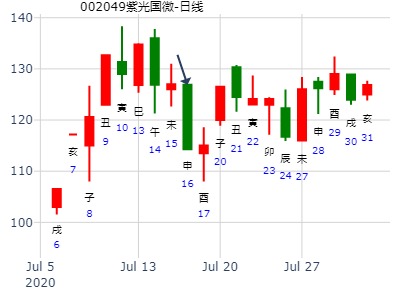 002049紫光国微-日线
140
130
120
110
100
戌
6
亥
7
子
8
丑
9
寅
10
巳
13
午
14
未
15
申
16
酉
17
子
20
丑
21
寅
22
卯
23
辰
24
未
27
申
28
酉
29
戌
30
亥
31
Jul 5
2020
Jul 13
Jul 20
Jul 27